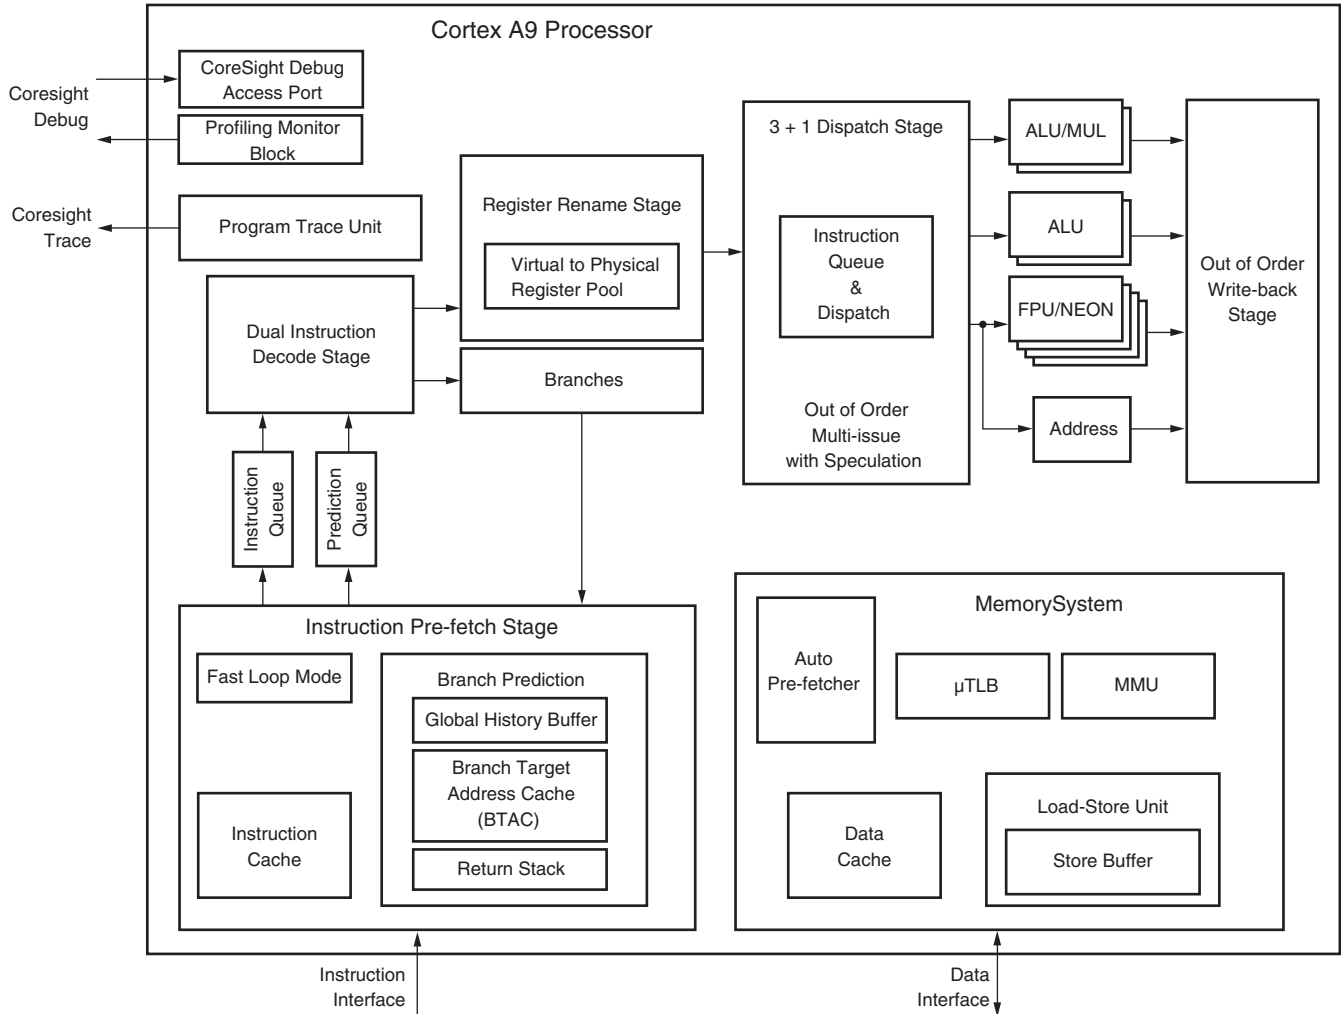 Cortex A9 Processor
Coresight
Debug
CoreSight Debug
Access Port
Profiling Monitor
Block
Coresight
Trace
Program Trace Unit
Dual Instruction
Decode Stage
Register Rename Stage
Virtual to Physical
Register Pool
Branches
3 + 1 Dispatch Stage
Instruction
Queue
&
Dispatch
Out of Order
Multi-issue
with Speculation
ALU/MUL
ALU
FPU/NEON
Address
Out of Order
Write-back
Stage
Instruction
Queue
Prediction
Queue
Instruction Pre-fetch Stage
Fast Loop Mode
Instruction
Cache
Branch Prediction
Global History Buffer
Branch Target
Address Cache
(BTAC)
Return Stack
MemorySystem
Auto
Pre-fetcher
µTLB
MMU
Data
Cache
Load-Store Unit
Store Buffer
Instruction
Interface
Data
Interface